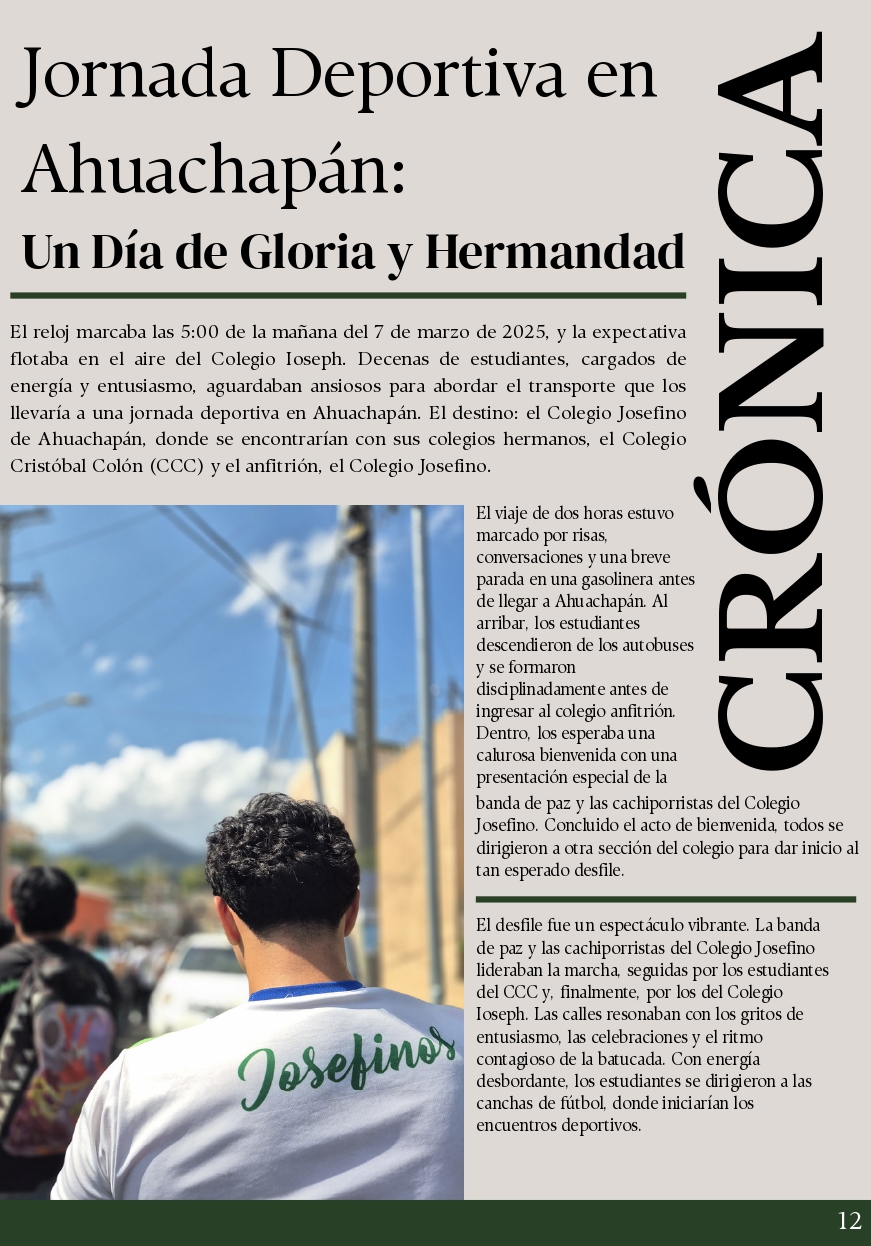 Jornada Deportiva en
Ahuachapán:
Un Día de Gloria y Hermandad
CRÓNICA
El reloj marcaba las 5:00 de la mañana del 7 de marzo de 2025, y la expectativa
flotaba en el aire del Colegio Ioseph. Decenas de estudiantes, cargados de
energía y entusiasmo, aguardaban ansiosos para abordar el transporte que los
llevaría a una jornada deportiva en Ahuachapán. El destino: el Colegio Josefino
de Ahuachapán, donde se encontrarían con sus colegios hermanos, el Colegio
Cristóbal Colón (CCC) y el anfitrión, el Colegio Josefino.
El viaje de dos horas estuvo
marcado por risas,
conversaciones y una breve
parada en una gasolinera antes
de llegar a Ahuachapán. Al
arribar, los estudiantes
descendieron de los autobuses
y se formaron
disciplinadamente antes de
ingresar al colegio anfitrión.
Dentro, los esperaba una
calurosa bienvenida con una
presentación especial de la
banda de paz y las cachiporristas del Colegio
Josefino. Concluido el acto de bienvenida, todos se
dirigieron a otra sección del colegio para dar inicio al
tan esperado desfile.
El desfile fue un espectáculo vibrante. La banda
de paz y las cachiporristas del Colegio Josefino
lideraban la marcha, seguidas por los estudiantes
del CCC y, finalmente, por los del Colegio
Ioseph. Las calles resonaban con los gritos de
entusiasmo, las celebraciones y el ritmo
contagioso de la batucada. Con energía
desbordante, los estudiantes se dirigieron a las
canchas de fútbol, donde iniciarían los
encuentros deportivos.
Josefinos
12